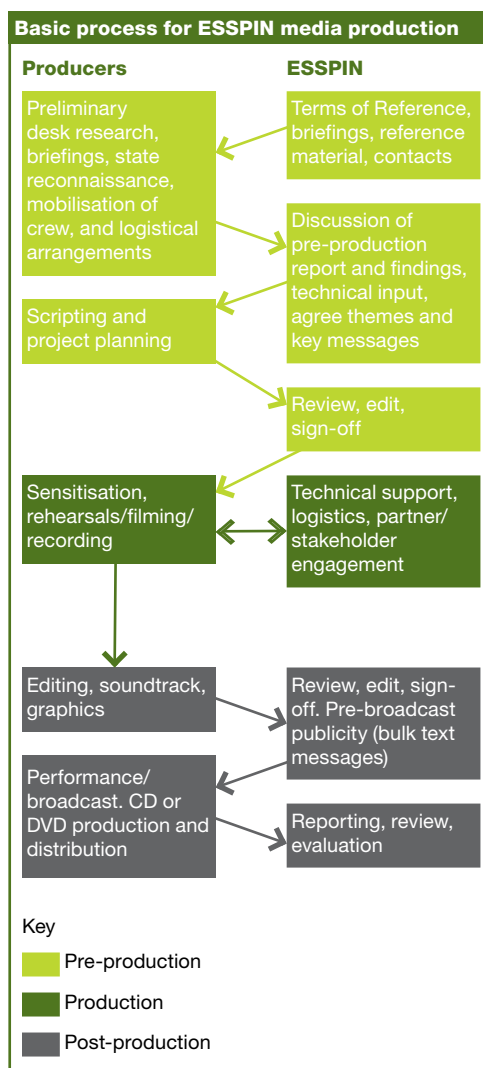 Basic process for ESSPIN media production
Producers
ESSPIN
Preliminary
desk research,
briefings, state
reconnaissance,
mobilisation of
crew, and logistical
arrangements
Terms of Reference,
briefings, reference
material, contacts
Discussion of
pre-production
report and findings,
technical input,
agree themes and
key messages
Scripting and
project planning
Review, edit,
sign-off
Sensitisation,
rehearsals/filming/
recording
Technical support,
logistics, partner/
stakeholder
engagement
Editing, soundtrack,
graphics
Review, edit, sign-
off. Pre-broadcast
publicity (bulk text
messages)
Performance/
broadcast. CD or
DVD production and
distribution
Reporting, review,
evaluation
Key
Pre-production
Production
Post-production